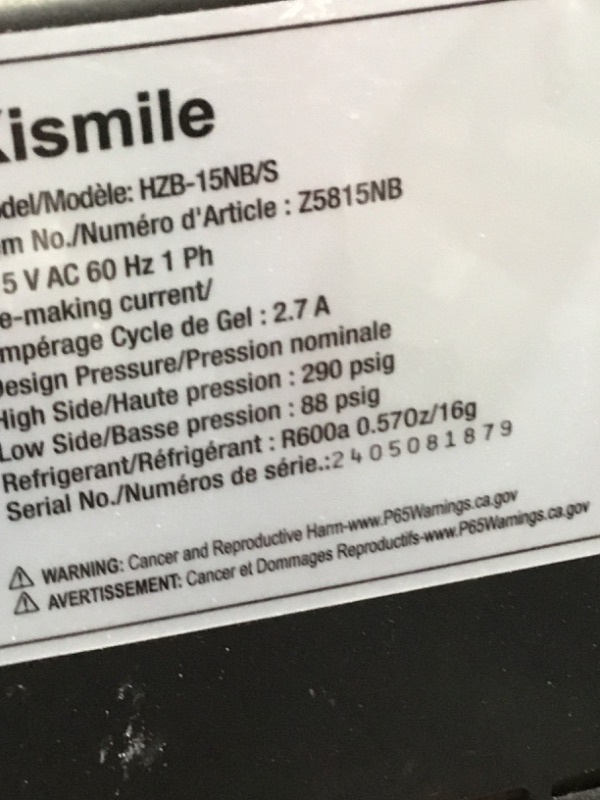 Kismile
del/Modèle: HZB-15NB/S
m No./Numéro d'Article : Z5815NB
5 V AC 60 Hz 1 Ph
e-making current/
mpérage Cycle de Gel : 2.7 A
Design Pressure/Pression nominale
High Side/Haute pression : 290 psig
Low Side/Basse pression : 88 psig
Refrigerant/Réfrigérant : R600a 0.57Oz/16g
Serial No./Numéros de série.:2405081879
⚠ WARNING: Cancer and Reproductive Harm-www.P65Warnings.ca.gov
⚠ AVERTISSEMENT: Cancer et Dommages Reproductifs-www.P65Warnings.ca.gov